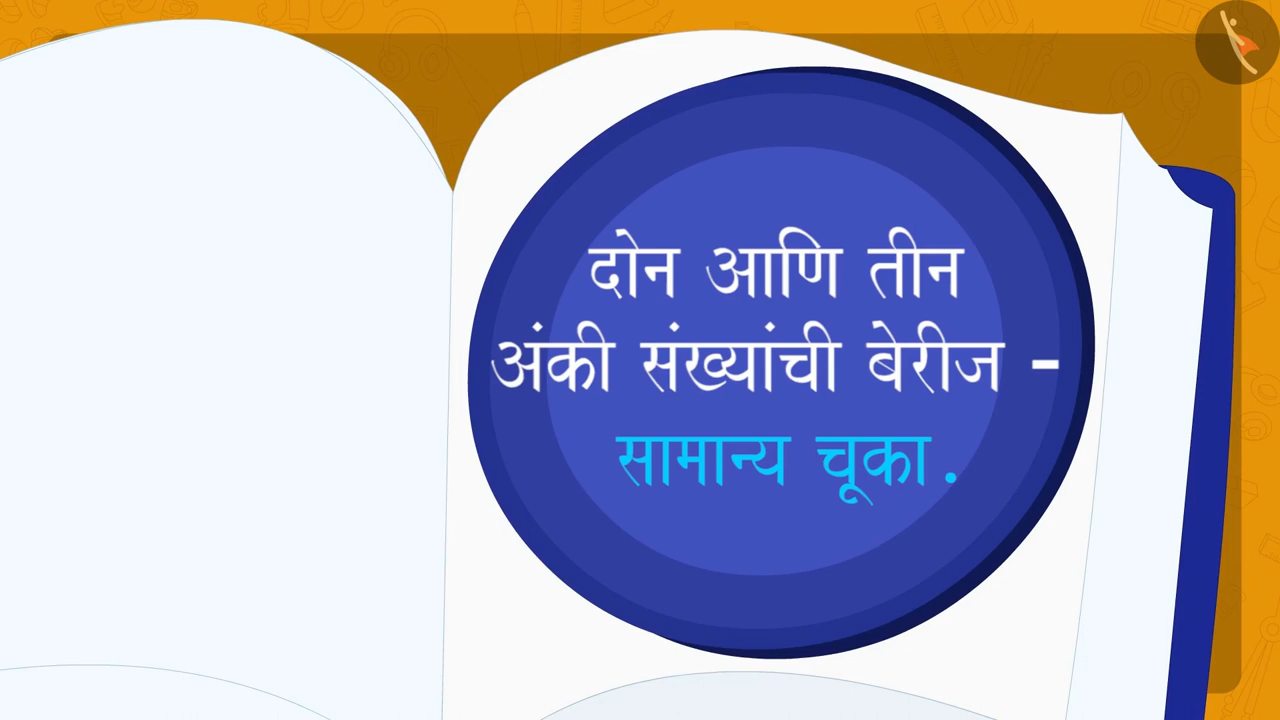 दोन आणि तीन
अंकी संख्यांची बेरीज -
सामान्य चूका.